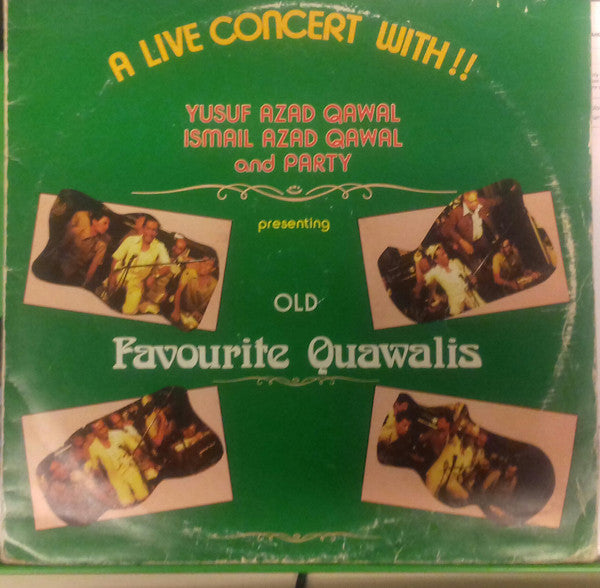 A LIVE CONCERT WITH!!
YUSUF AZAD QAWAL
ISMAIL AZAD QAWAL
and PARTY
presenting
OLD
Favourite Quawalis